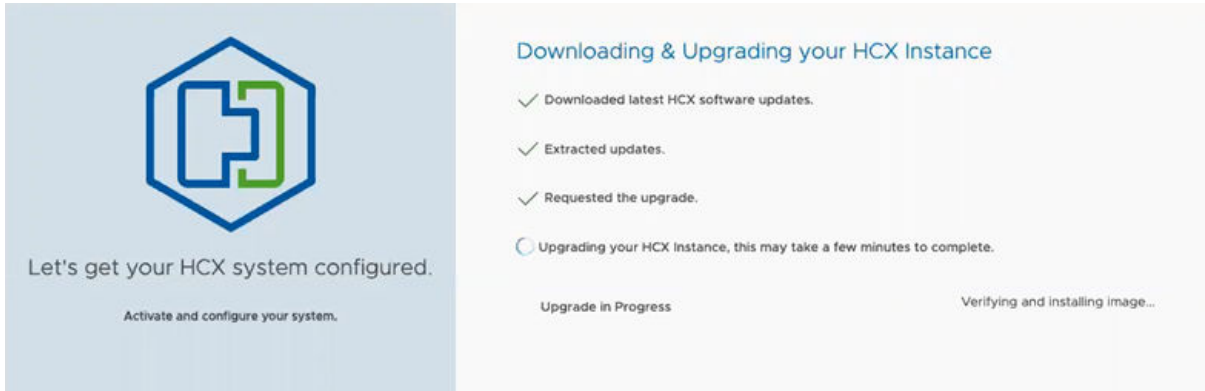 Let's get your HCX system configured.
Activate and configure your system.
Downloading & Upgrading your HCX Instance
Downloaded latest HCX software updates.
Extracted updates.
Requested the upgrade.
Upgrading your HCX Instance, this may take a few minutes to complete.
Upgrade in Progress
Verifying and installing image...